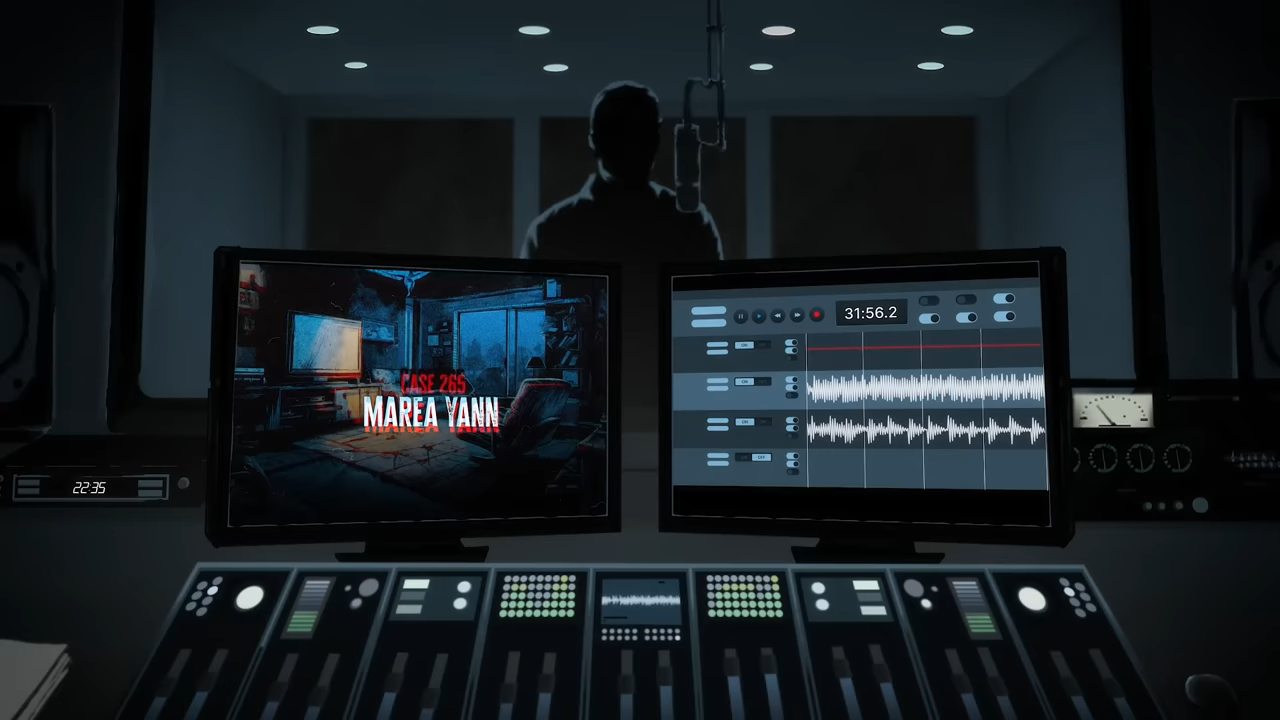 CASE 265
MAREA YANN
31:56.2
ON
ON
ON
OFF
22:35